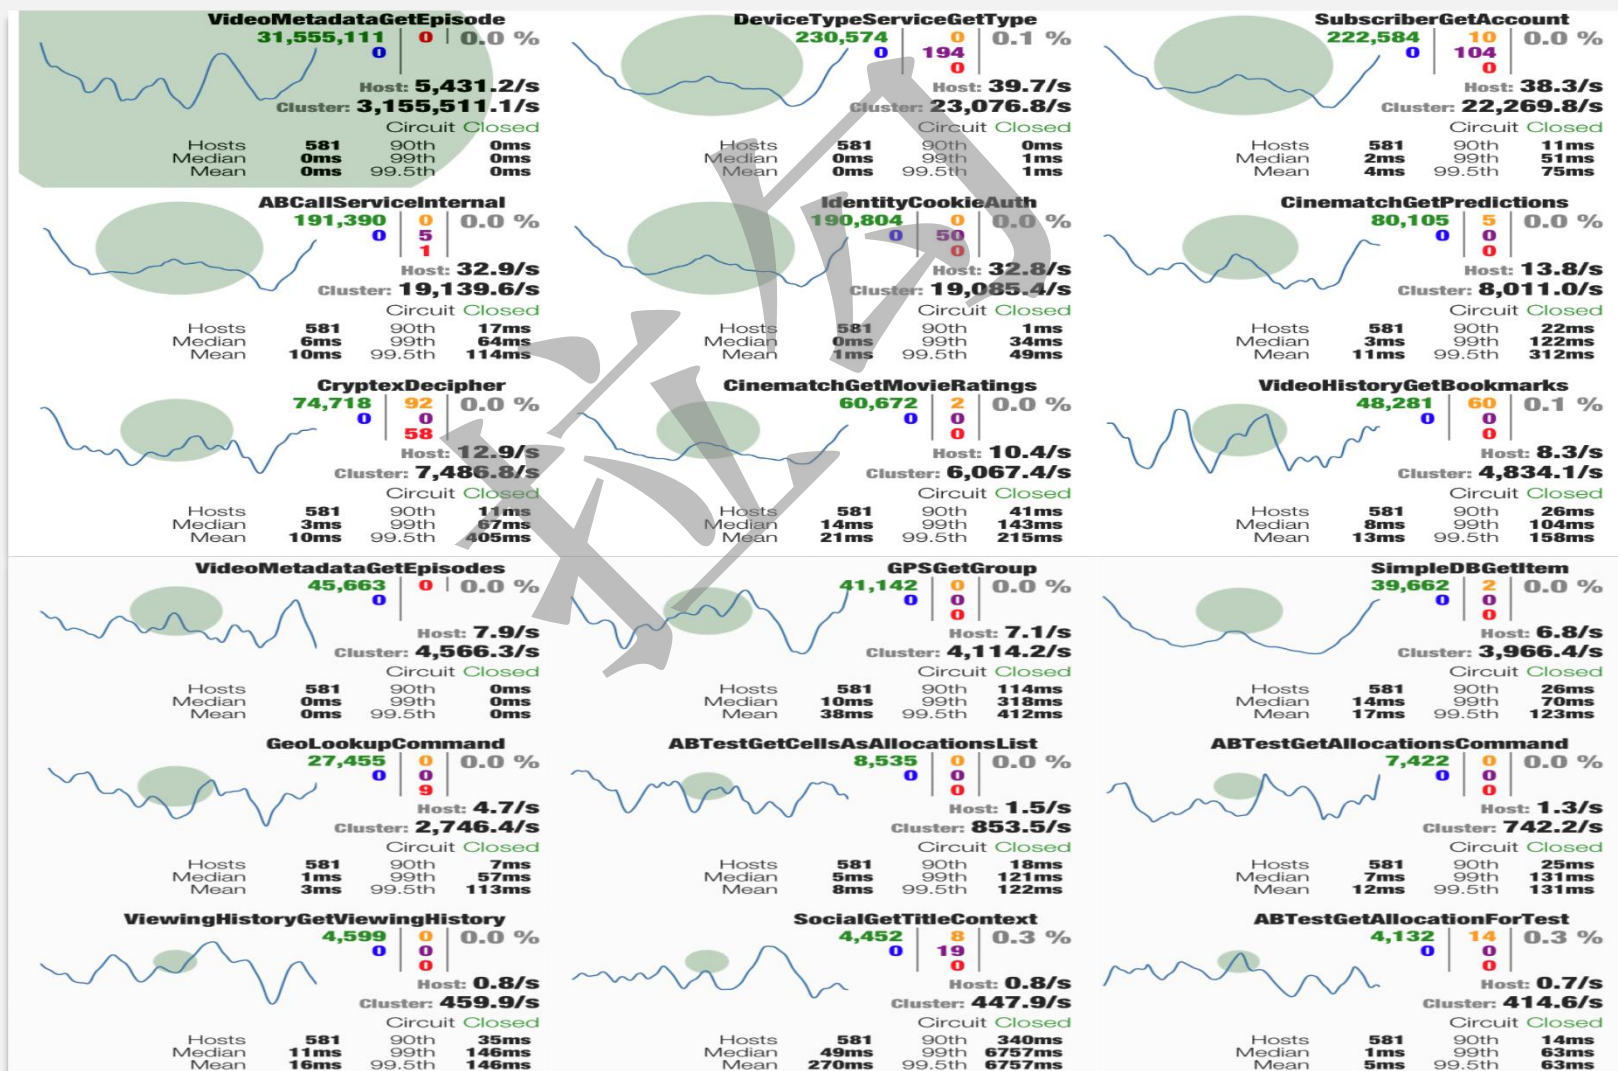 VideoMetadataGetEpisode
31,555,111 0 0.0 %
0
Host: 5,431.2/s
Cluster: 3,155,511.1/s
Circuit Closed
Hosts 581 90th 0ms
Median 0ms 99th 0ms
Mean 0ms 99.5th 0ms
DeviceTypeServiceGetType
230,574 0 0.1 %
0 194
0
Host: 39.7/s
Cluster: 23,076.8/s
Circuit Closed
Hosts 581 90th 0ms
Median 0ms 99th 1ms
Mean 0ms 99.5th 1ms
SubscriberGetAccount
222,584 10 0.0 %
0 104
0
Host: 38.3/s
Cluster: 22,269.8/s
Circuit Closed
Hosts 581 90th 11ms
Median 2ms 99th 51ms
Mean 4ms 99.5th 75ms
ABCallServiceInternal
191,390 0 0.0 %
0 5
1
Host: 32.9/s
Cluster: 19,139.6/s
Circuit Closed
Hosts 581 90th 17ms
Median 6ms 99th 64ms
Mean 10ms 99.5th 114ms
IdentityCookieAuth
190,804 0 0.0 %
0 50
0
Host: 32.8/s
Cluster: 19,085.4/s
Circuit Closed
Hosts 581 90th 1ms
Median 0ms 99th 34ms
Mean 1ms 99.5th 49ms
CinematchGetPredictions
80,105 5 0.0 %
0 0
0
Host: 13.8/s
Cluster: 8,011.0/s
Circuit Closed
Hosts 581 90th 22ms
Median 3ms 99th 122ms
Mean 11ms 99.5th 312ms
CryptexDecipher
74,718 92 0.0 %
0 0
58
Host: 12.9/s
Cluster: 7,486.8/s
Circuit Closed
Hosts 581 90th 11ms
Median 3ms 99th 67ms
Mean 10ms 99.5th 405ms
CinematchGetMovieRatings
60,672 2 0.0 %
0 0
0
Host: 10.4/s
Cluster: 6,067.4/s
Circuit Closed
Hosts 581 90th 41ms
Median 14ms 99th 143ms
Mean 21ms 99.5th 215ms
VideoHistoryGetBookmarks
48,281 60 0.1 %
0 0
0
Host: 8.3/s
Cluster: 4,834.1/s
Circuit Closed
Hosts 581 90th 26ms
Median 8ms 99th 104ms
Mean 13ms 99.5th 158ms
VideoMetadataGetEpisodes
45,663 0 0.0 %
0
Host: 7.9/s
Cluster: 4,566.3/s
Circuit Closed
Hosts 581 90th 0ms
Median 0ms 99th 0ms
Mean 0ms 99.5th 0ms
GPSGetGroup
41,142 0 0.0 %
0 0
0
Host: 7.1/s
Cluster: 4,114.2/s
Circuit Closed
Hosts 581 90th 114ms
Median 10ms 99th 318ms
Mean 38ms 99.5th 412ms
SimpleDBGetItem
39,662 2 0.0 %
0 0
0
Host: 6.8/s
Cluster: 3,966.4/s
Circuit Closed
Hosts 581 90th 26ms
Median 14ms 99th 70ms
Mean 17ms 99.5th 123ms
GeoLookupCommand
27,455 0 0.0 %
0 0
9
Host: 4.7/s
Cluster: 2,746.4/s
Circuit Closed
Hosts 581 90th 7ms
Median 1ms 99th 57ms
Mean 3ms 99.5th 113ms
ABTestGetCellsAsAllocationsList
8,535 0 0.0 %
0 0
0
Host: 1.5/s
Cluster: 853.5/s
Circuit Closed
Hosts 581 90th 18ms
Median 5ms 99th 121ms
Mean 8ms 99.5th 122ms
ABTestGetAllocationsCommand
7,422 0 0.0 %
0 0
0
Host: 1.3/s
Cluster: 742.2/s
Circuit Closed
Hosts 581 90th 25ms
Median 7ms 99th 131ms
Mean 12ms 99.5th 131ms
ViewingHistoryGetViewingHistory
4,599 0 0.0 %
0 0
0
Host: 0.8/s
Cluster: 459.9/s
Circuit Closed
Hosts 581 90th 35ms
Median 11ms 99th 146ms
Mean 16ms 99.5th 146ms
SocialGetTitleContext
4,452 8 0.3 %
0 19
0
Host: 0.8/s
Cluster: 447.9/s
Circuit Closed
Hosts 581 90th 340ms
Median 49ms 99th 6757ms
Mean 270ms 99.5th 6757ms
ABTestGetAllocationForTest
4,132 14 0.3 %
0 0
0
Host: 0.7/s
Cluster: 414.6/s
Circuit Closed
Hosts 581 90th 14ms
Median 1ms 99th 63ms
Mean 5ms 99.5th 63ms